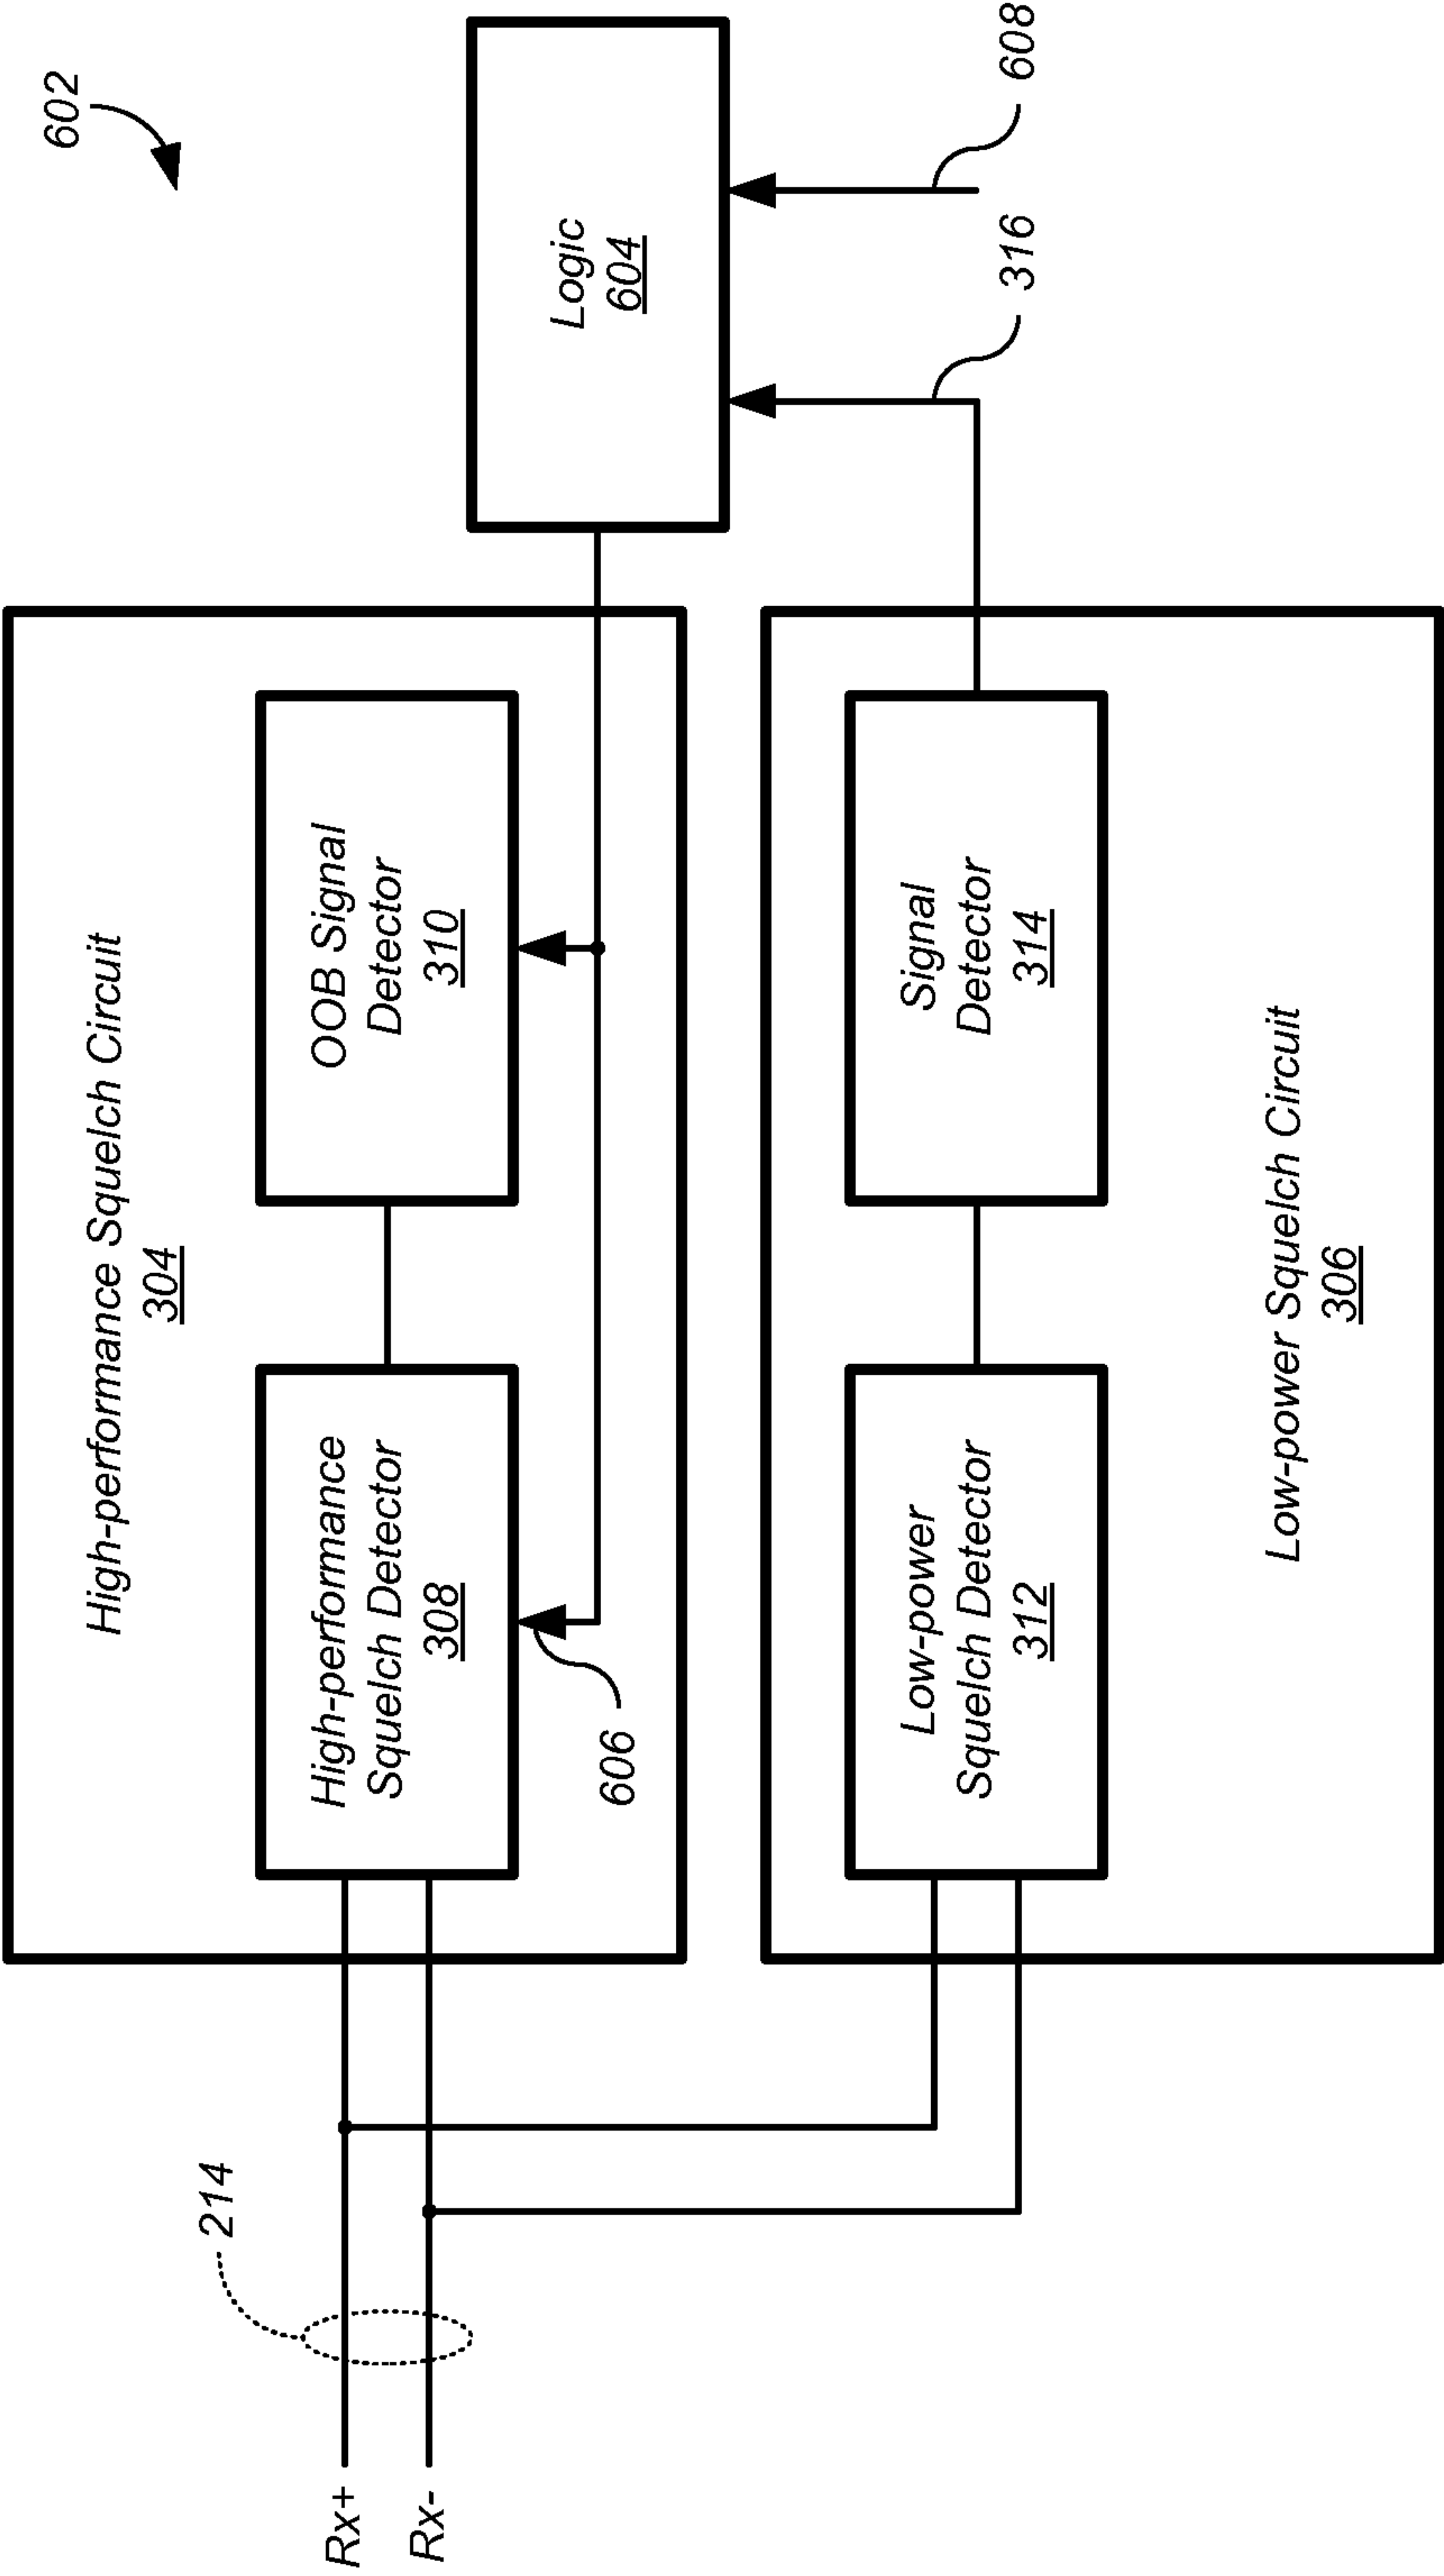 602
High-performance Squelch Circuit
304
High-performance
Squelch Detector
308
OOB Signal
Detector
310
Logic
604
214
Rx+
Rx-
606
Low-power
Squelch Detector
312
Signal
Detector
314
316
608
Low-power Squelch Circuit
306